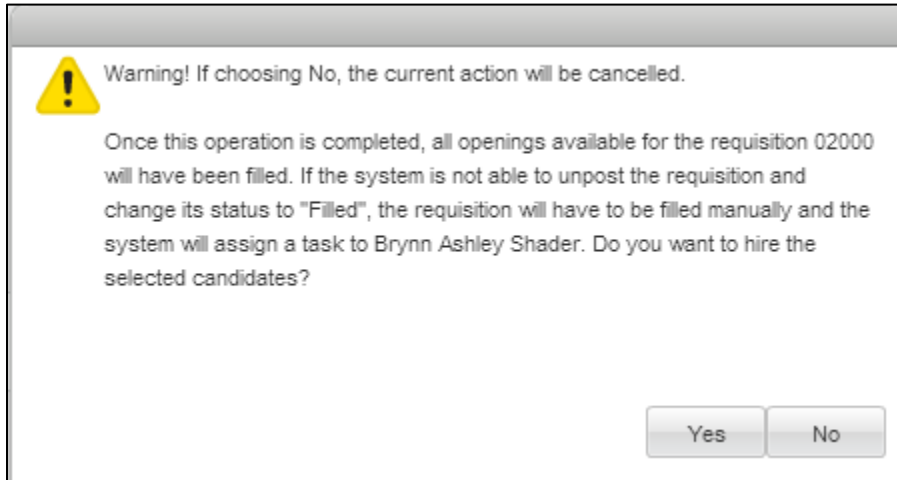 Warning! If choosing No, the current action will be cancelled.
Once this operation is completed, all openings available for the requisition 02000
will have been filled. If the system is not able to unpost the requisition and
change its status to "Filled", the requisition will have to be filled manually and the
system will assign a task to Brynn Ashley Shader. Do you want to hire the
selected candidates?
Yes
No